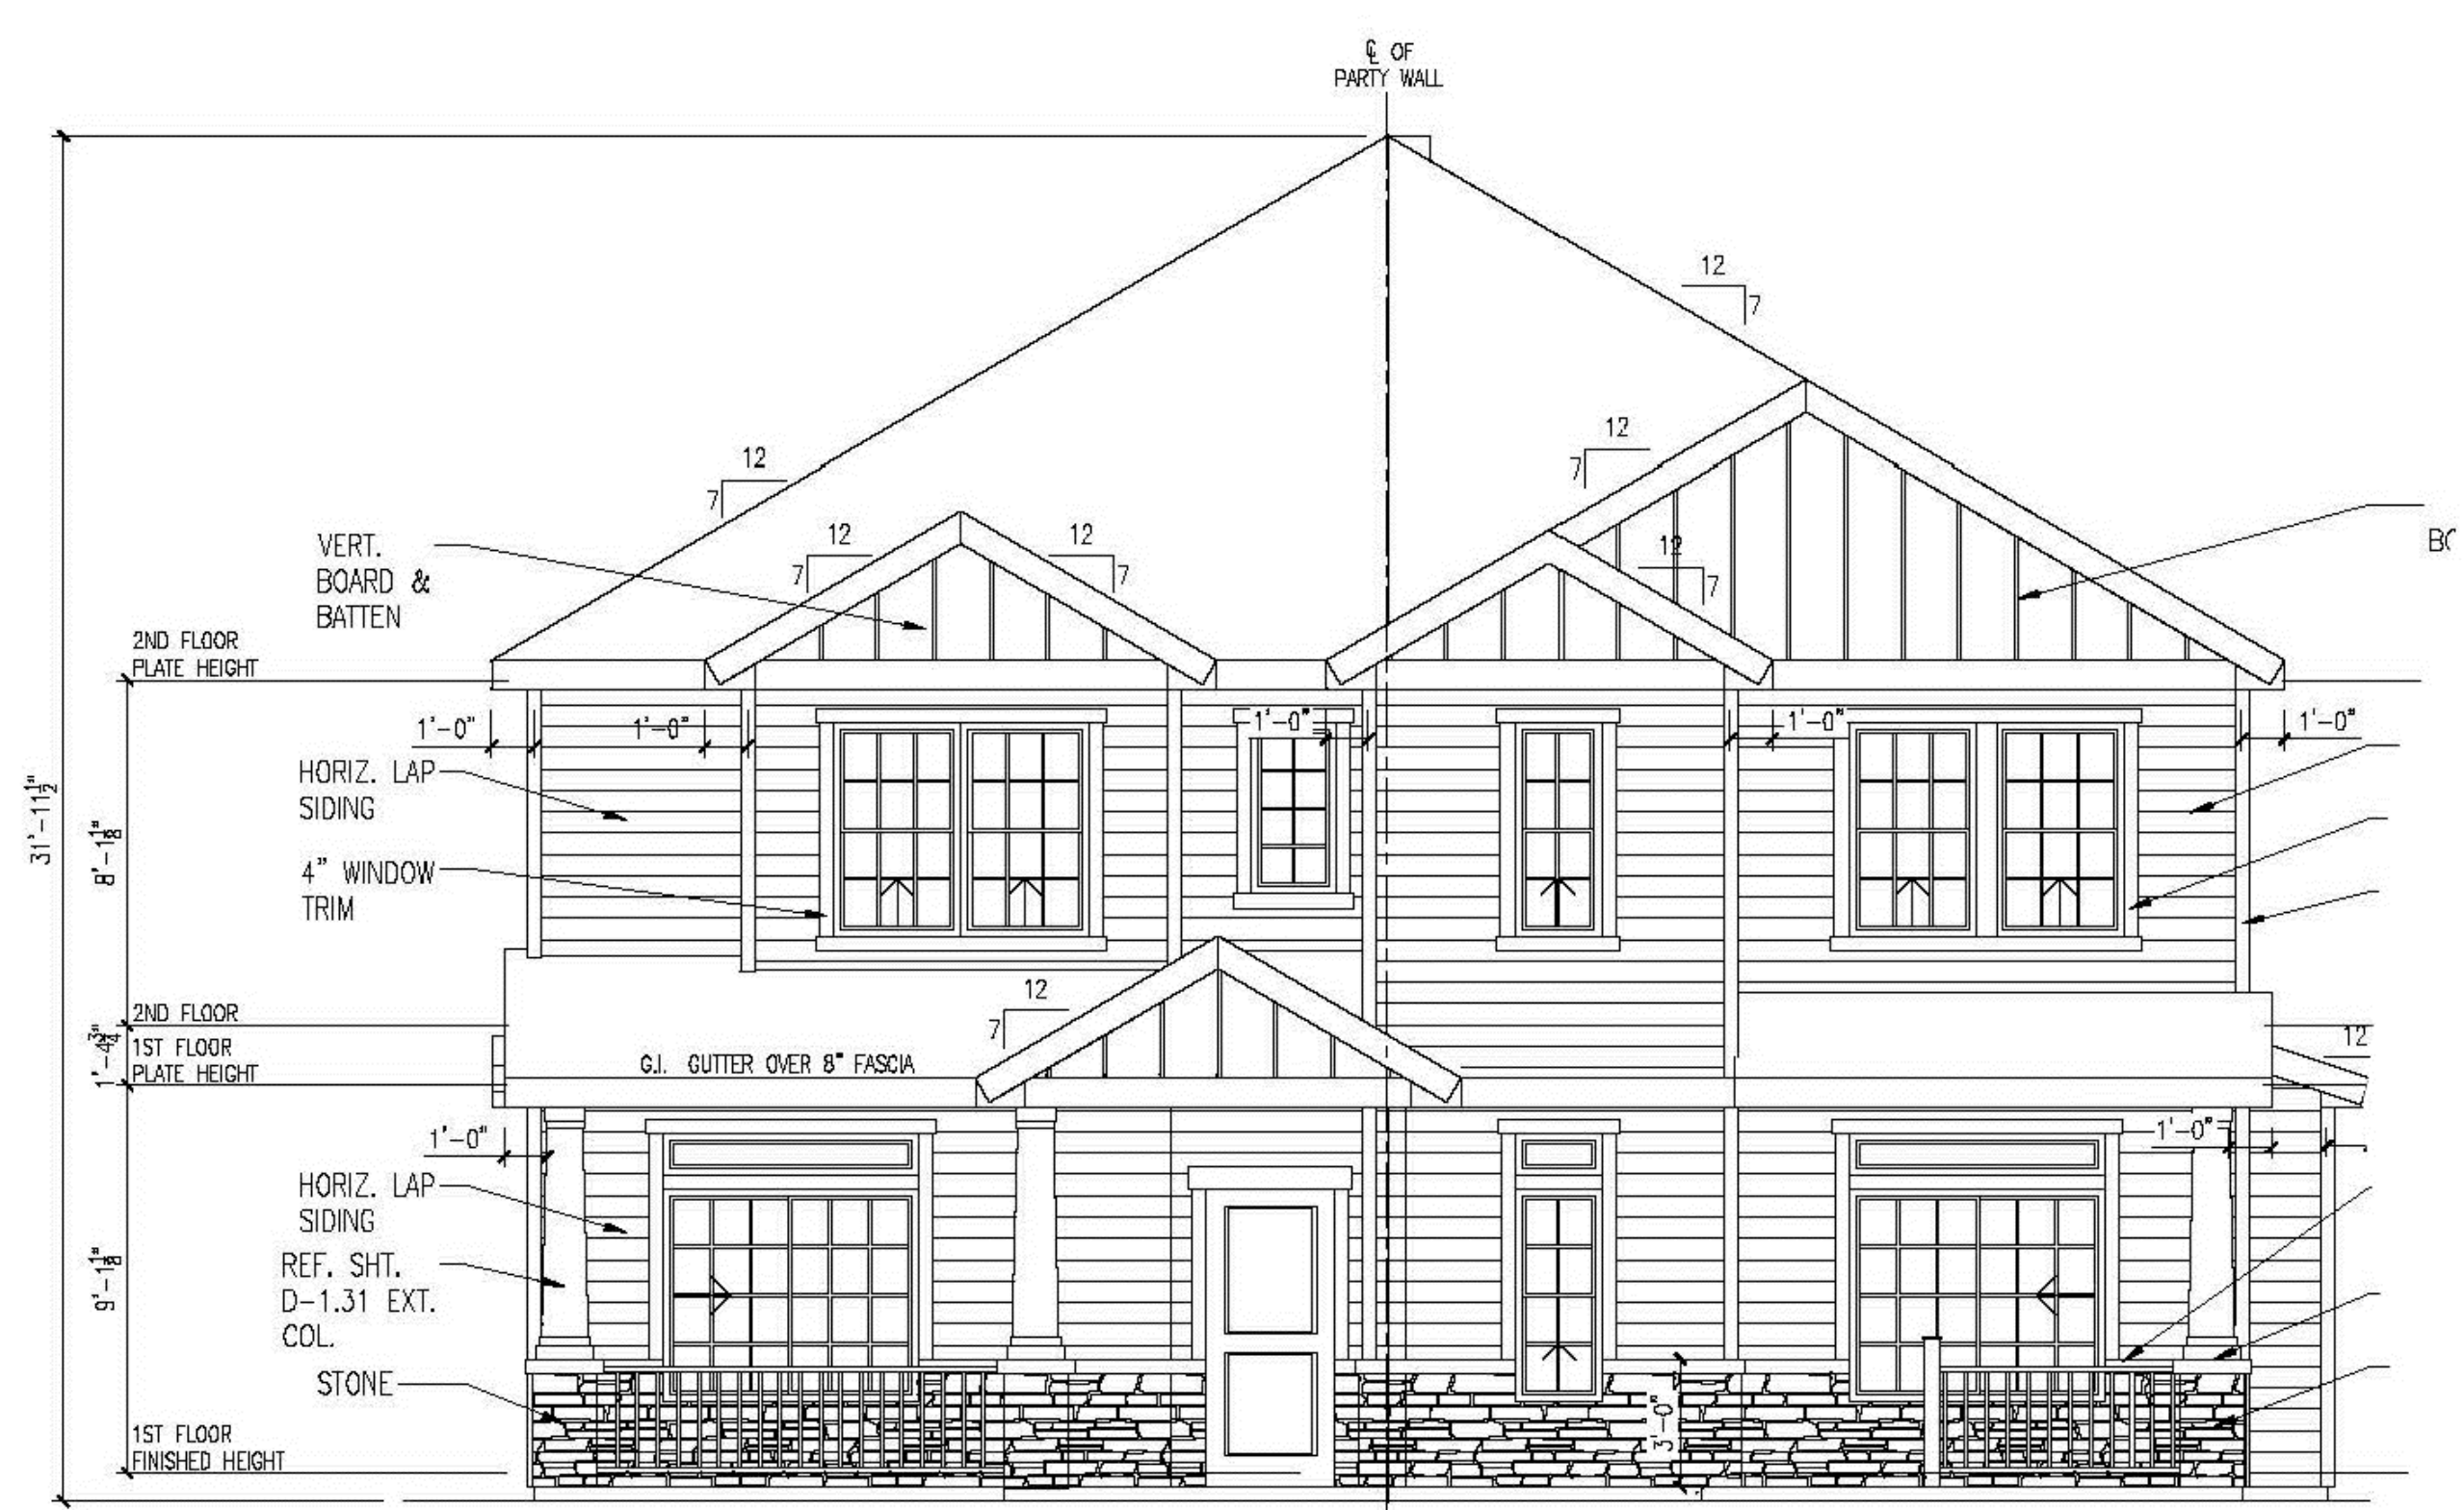 ℄ OF
PARTY WALL
12
7
12
7
12
7
12
7
12
7
12
7
VERT.
BOARD &
BATTEN
2ND FLOOR
PLATE HEIGHT
1'-0"
1'-0"
1'-0"
1'-0"
1'-0"
HORIZ. LAP
SIDING
31'-11½"
8'-1⅛"
4" WINDOW
TRIM
12
7
2ND FLOOR
1'-4¾"
1ST FLOOR
PLATE HEIGHT
G.I. GUTTER OVER 8" FASCIA
12
1'-0"
1'-0"
HORIZ. LAP
SIDING
9'-1⅛"
REF. SHT.
D-1.31 EXT.
COL.
STONE
3'-0"
1ST FLOOR
FINISHED HEIGHT